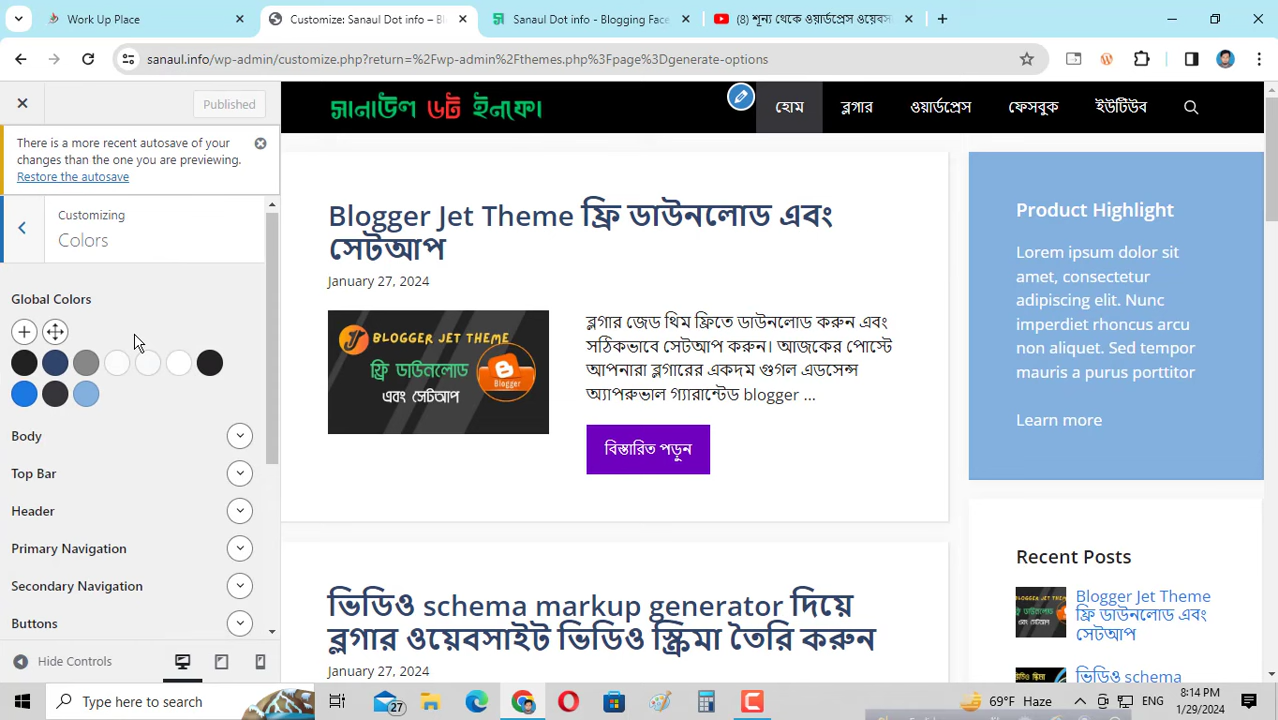 Work Up Place
Customize: Sanaul Dot info – Bl
Sanaul Dot info - Blogging Face
(8) শূন্য থেকে ওয়ার্ডপ্রেস ওয়েবস
sanaul.info/wp-admin/customize.php?return=%2Fwp-admin%2Fthemes.php%3Fpage%3Dgenerate-options
Published
There is a more recent autosave of your
changes than the one you are previewing.
Restore the autosave
Customizing
Colors
Global Colors
Body
Top Bar
Header
Primary Navigation
Secondary Navigation
Buttons
Hide Controls
সানাউল ডট ইনফো
হোম
ব্লগার
ওয়ার্ডপ্রেস
ফেসবুক
ইউটিউব
Blogger Jet Theme ফ্রি ডাউনলোড এবং
সেটআপ
January 27, 2024
BLOGGER JET THEME
ফ্রি ডাউনলোড
এবং সেটআপ
Blogger
ব্লগার জেড থিম ফ্রিতে ডাউনলোড করুন এবং
সঠিকভাবে সেটআপ করুন। আজকের পোস্টে
আপনারা ব্লগারের একদম গুগল এডসেন্স
অ্যাপরুভাল গ্যারান্টেড blogger ...
বিস্তারিত পড়ুন
ভিডিও schema markup generator দিয়ে
ব্লগার ওয়েবসাইট ভিডিও স্ক্রিমা তৈরি করুন
January 27, 2024
Product Highlight
Lorem ipsum dolor sit
amet, consectetur
adipiscing elit. Nunc
imperdiet rhoncus arcu
non aliquet. Sed tempor
mauris a purus porttitor
Learn more
Recent Posts
Blogger Jet Theme
ফ্রি ডাউনলোড এবং
সেটআপ
ভিডিও schema
Type here to search
27
69°F Haze
ENG
8:14 PM
1/29/2024